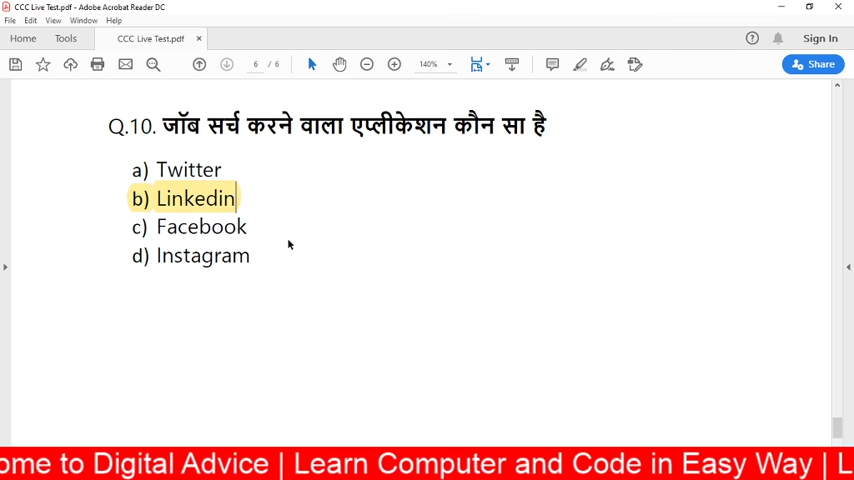 CCC Live Test.pdf - Adobe Acrobat Reader DC
File Edit View Window Help
Home Tools CCC Live Test.pdf × Sign In
6 / 6 140% Share
Q.10. जॉब सर्च करने वाला एप्लीकेशन कौन सा है
a) Twitter
b) Linkedin
c) Facebook
d) Instagram
ome to Digital Advice | Learn Computer and Code in Easy Way | L